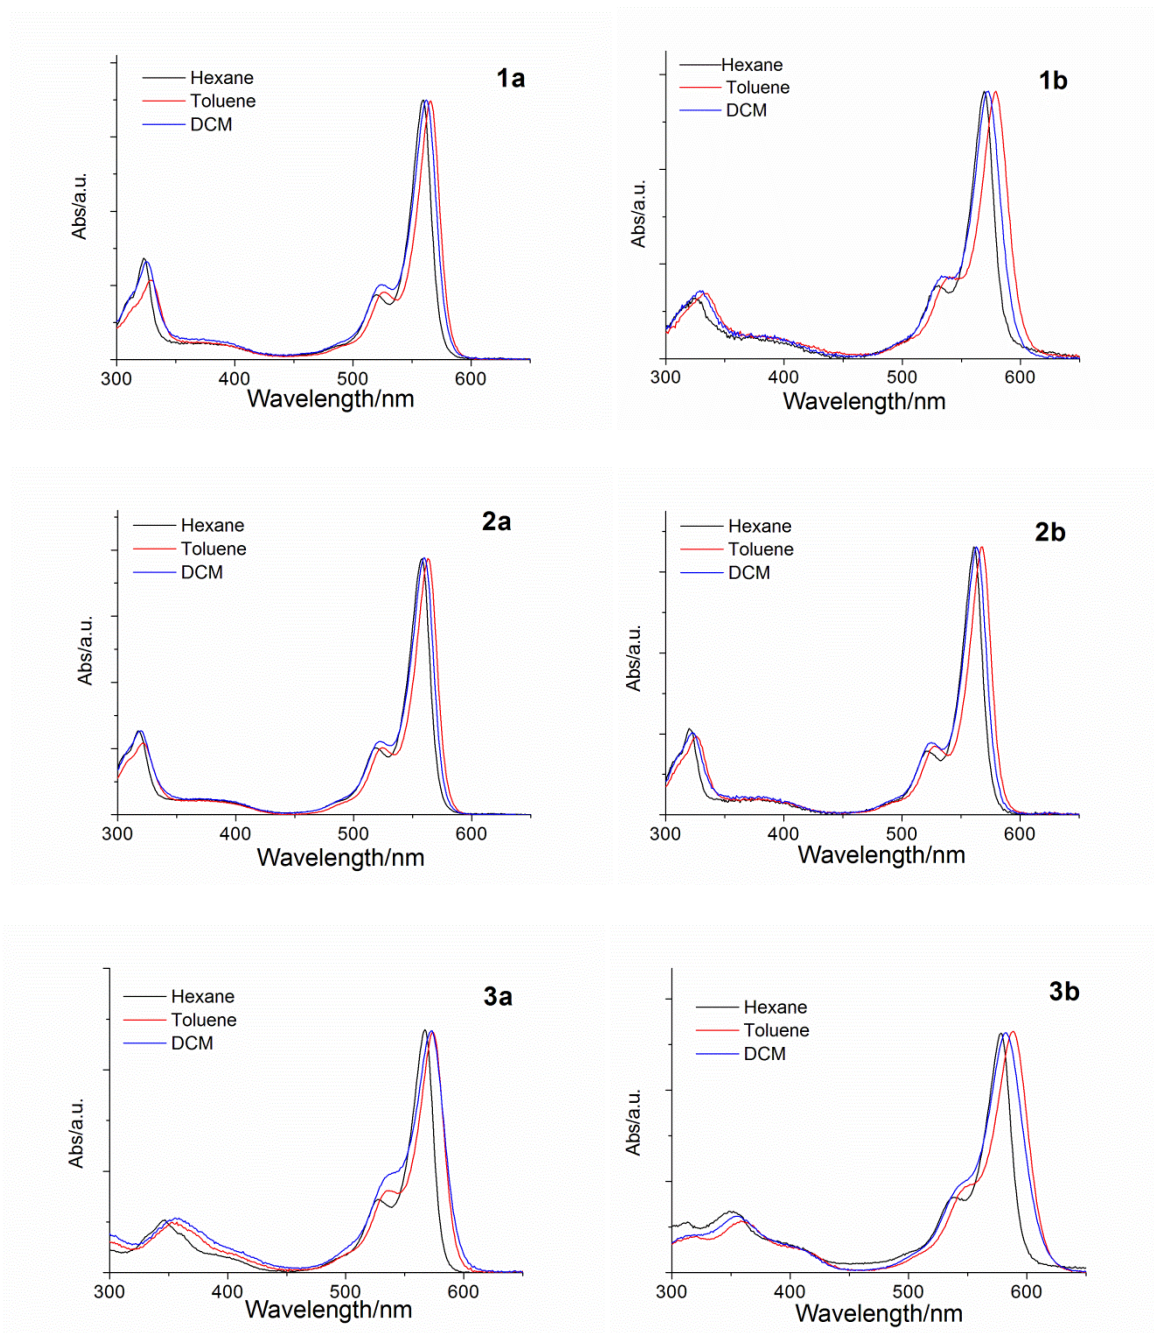 1a
Hexane
Toluene
DCM
Abs/a.u.
300 400 500 600
Wavelength/nm
1b
Hexane
Toluene
DCM
Abs/a.u.
300 400 500 600
Wavelength/nm
2a
Hexane
Toluene
DCM
Abs/a.u.
300 400 500 600
Wavelength/nm
2b
Hexane
Toluene
DCM
Abs/a.u.
300 400 500 600
Wavelength/nm
3a
Hexane
Toluene
DCM
Abs/a.u.
300 400 500 600
Wavelength/nm
3b
Hexane
Toluene
DCM
Abs/a.u.
300 400 500 600
Wavelength/nm